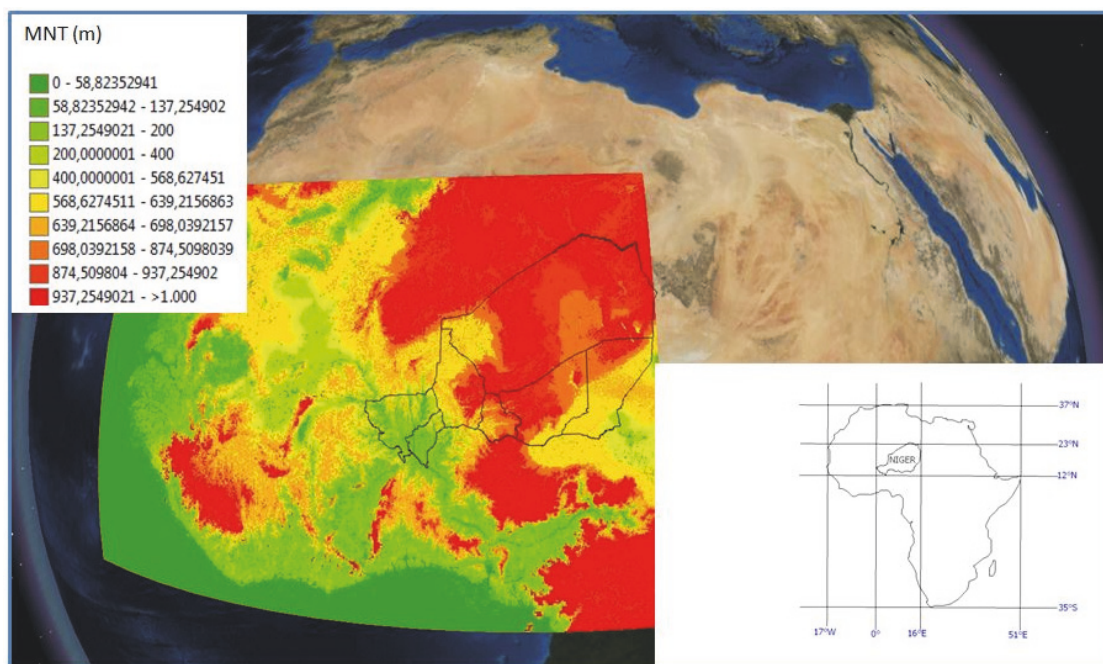 MNT (m)
0 - 58,82352941
58,82352942 - 137,254902
137,2549021 - 200
200,0000001 - 400
400,0000001 - 568,627451
568,6274511 - 639,2156863
639,2156864 - 698,0392157
698,0392158 - 874,5098039
874,509804 - 937,254902
937,2549021 - >1.000
37°N
23°N
NIGER
12°N
35°S
17°W 0° 16°E 51°E